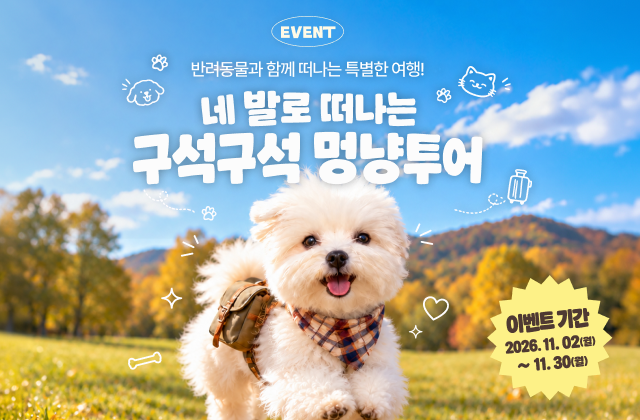 EVENT
반려동물과 함께 떠나는 특별한 여행!
네 발로 떠나는
구석구석 멍냥투어
이벤트 기간
2026. 11. 02(월)
~ 11. 30(월)